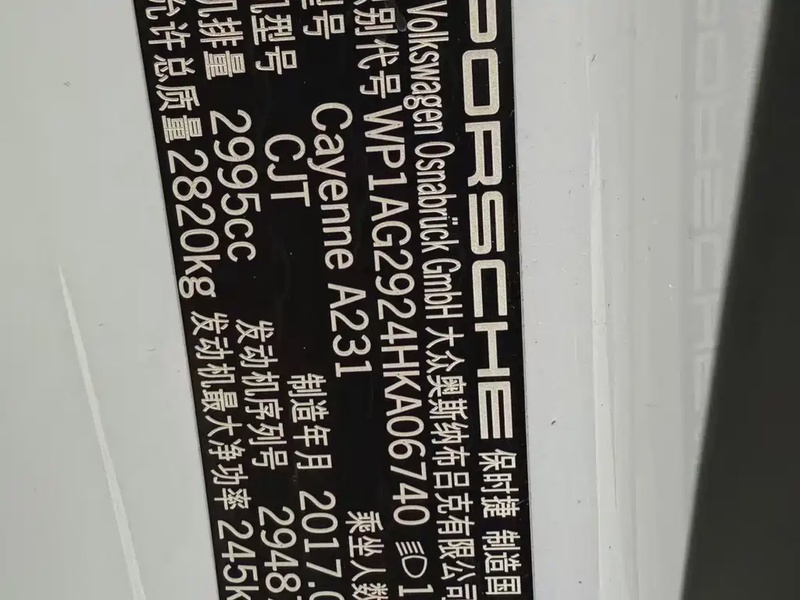 PORSCHE 保时捷 制造国
Volkswagen Osnabrück GmbH 大众奥斯纳布吕克有限公司
别代号 WP1AG2924HKA06740 1
型号 Cayenne A231 乘坐人数
机型号 CJT 制造年月 2017.0
机排量 2995cc 发动机序列号 2948
允许总质量 2820kg 发动机最大净功率 245k